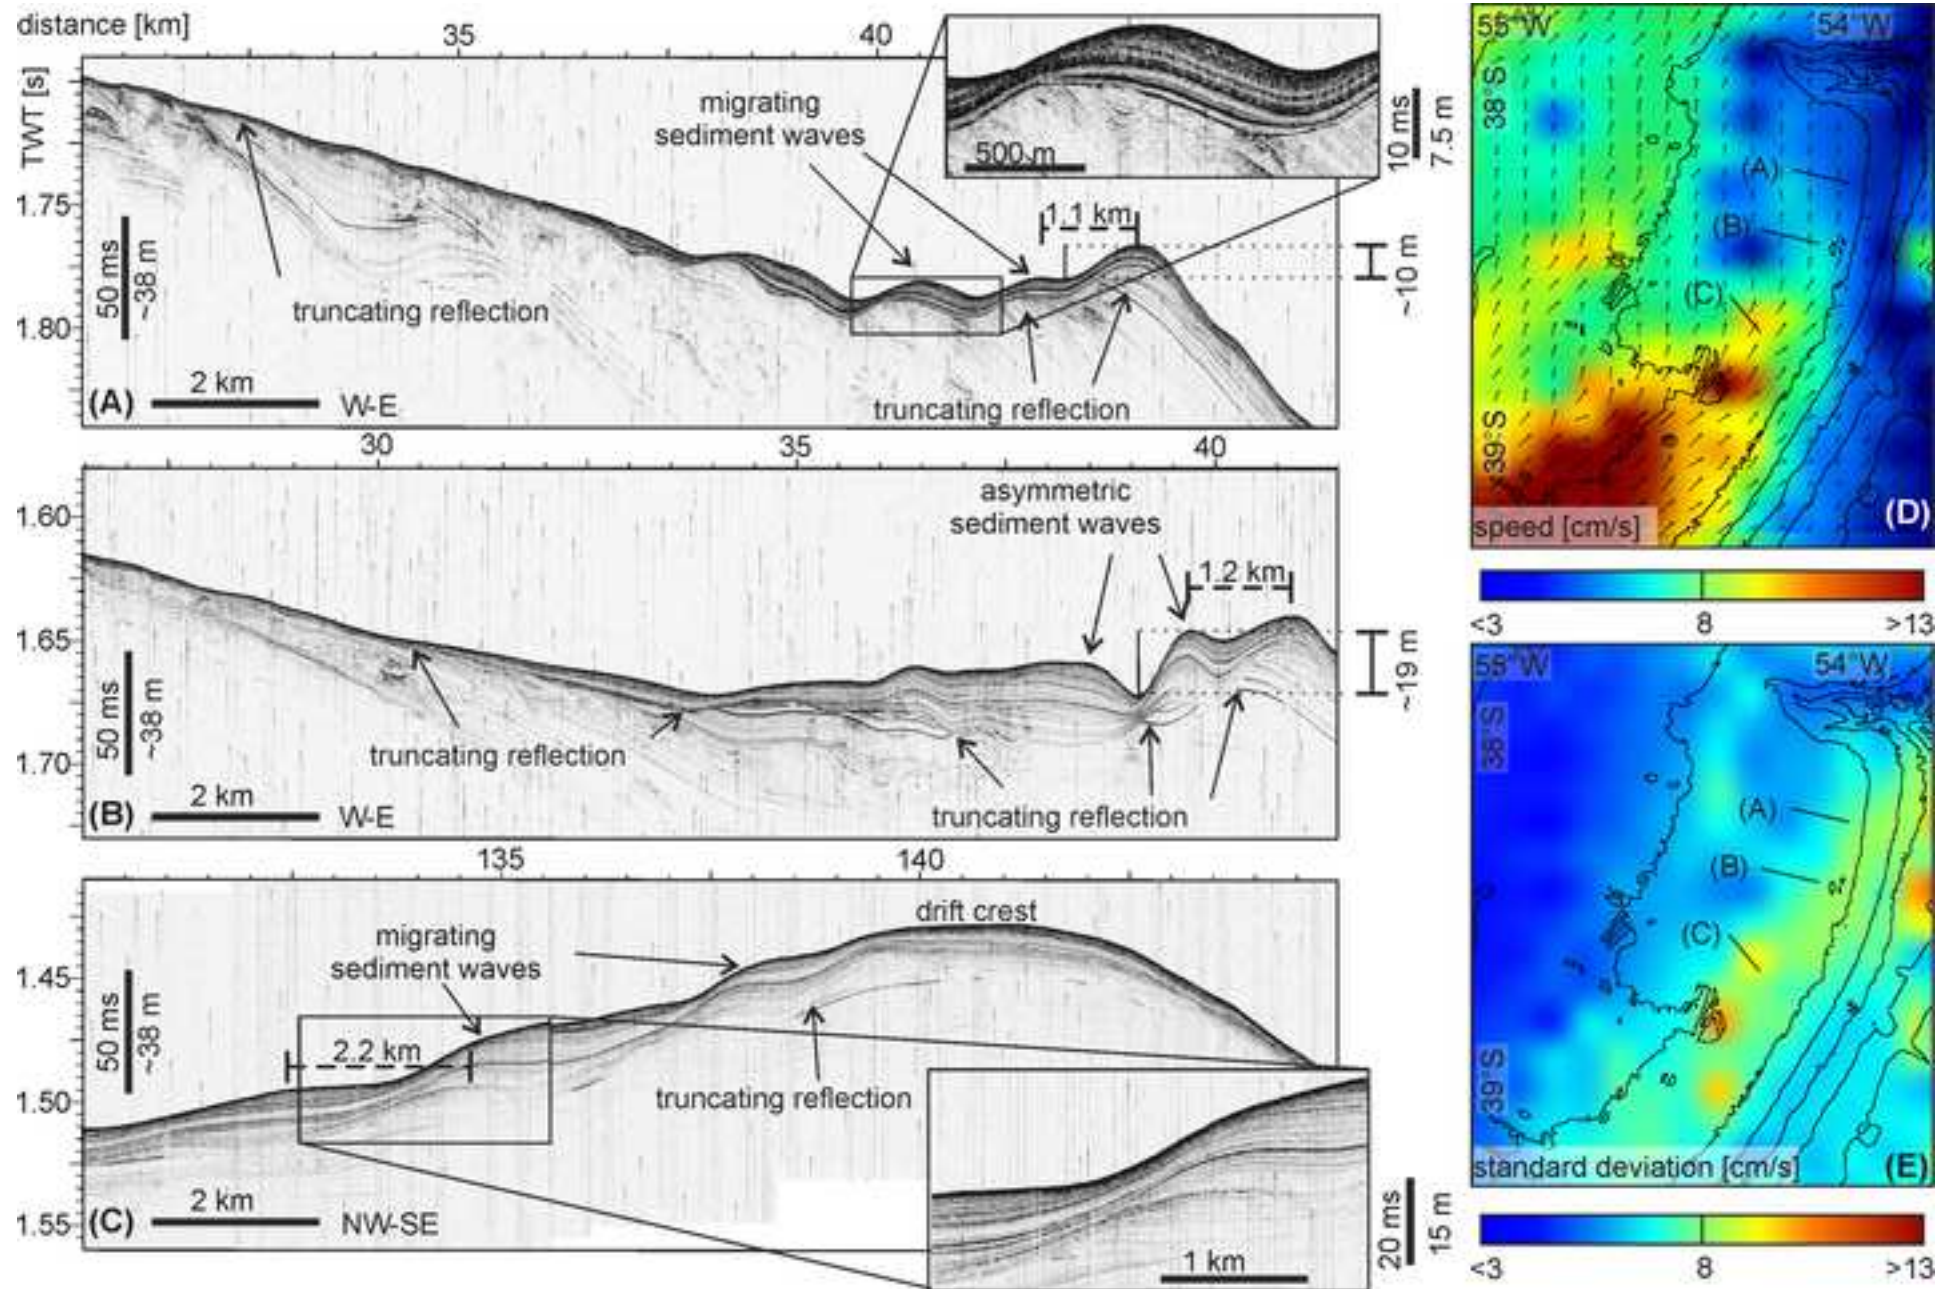 distance [km]
35
40
TWT [s]
1.75
1.80
50 ms
~38 m
migrating
sediment waves
500 m
10 ms
7.5 m
1.1 km
~10 m
truncating reflection
truncating reflection
2 km
(A)
W-E
30
35
40
1.60
1.65
1.70
50 ms
~38 m
asymmetric
sediment waves
1.2 km
~19 m
truncating reflection
truncating reflection
2 km
(B)
W-E
135
140
1.45
1.50
1.55
50 ms
~38 m
drift crest
migrating
sediment waves
2.2 km
truncating reflection
2 km
(C)
NW-SE
1 km
20 ms
15 m
55°W
54°W
38°S
39°S
(A)
(B)
(C)
speed [cm/s]
(D)
<3
8
>13
55°W
54°W
38°S
39°S
(A)
(B)
(C)
standard deviation [cm/s]
(E)
<3
8
>13